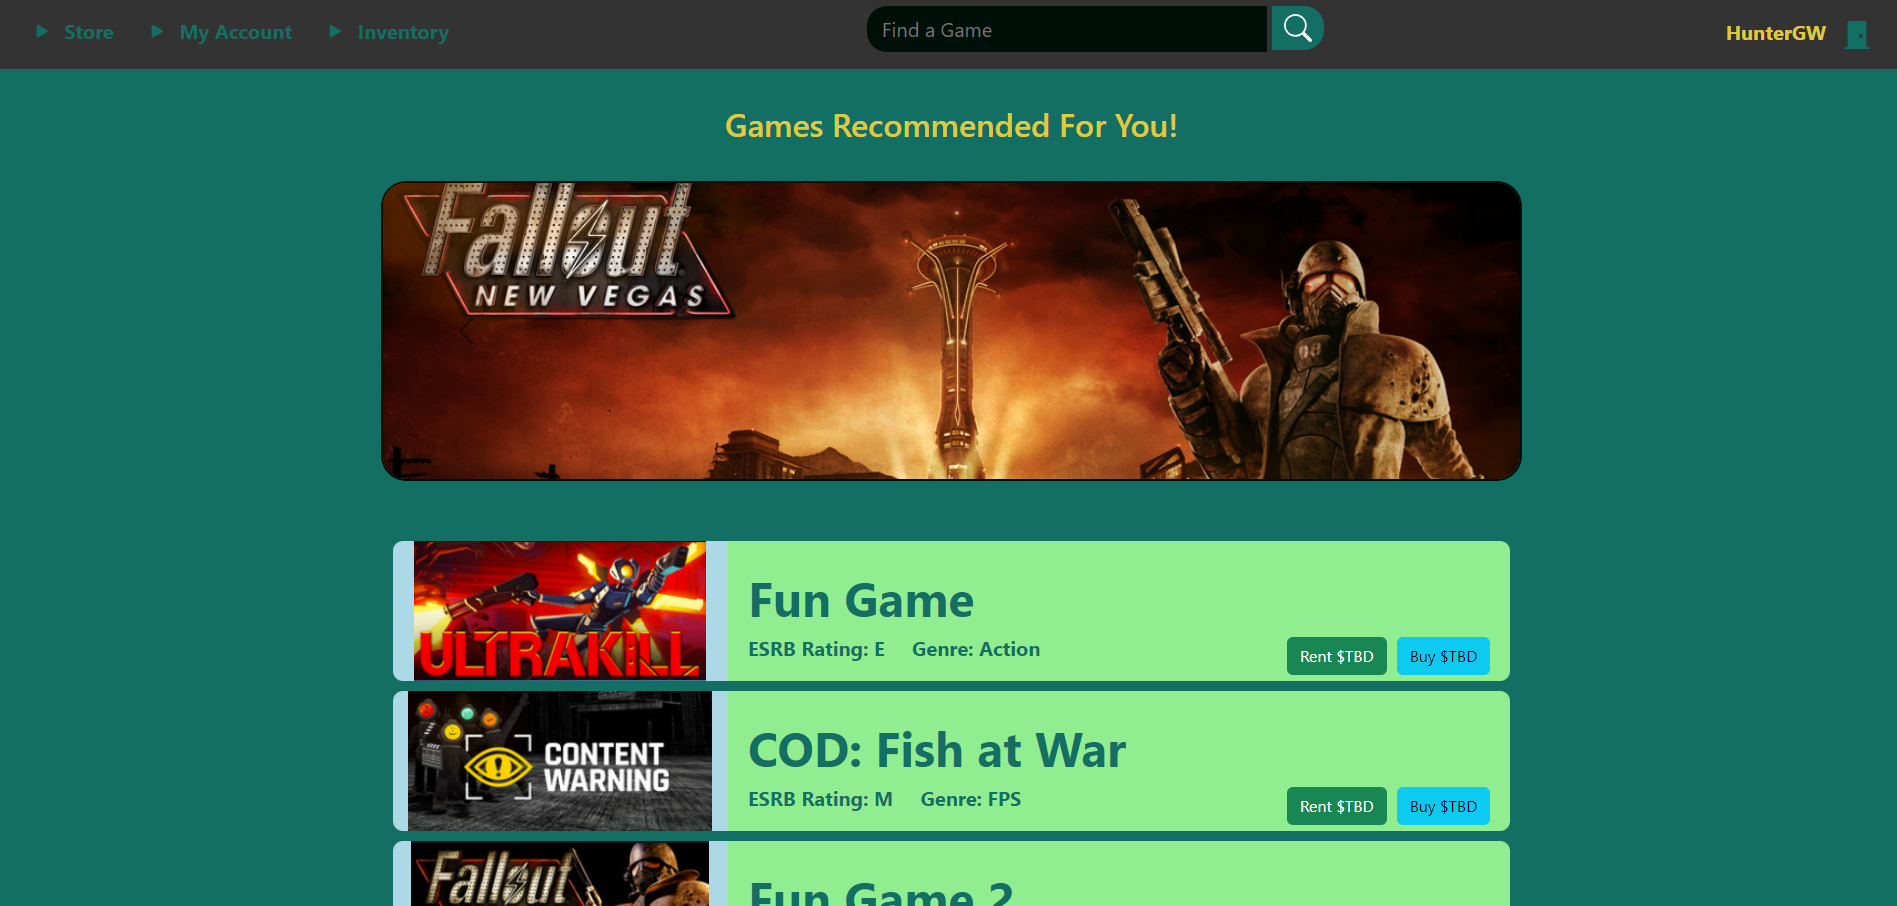 Store My Account Inventory Find a Game HunterGW
Games Recommended For You!
Fallout
NEW VEGAS
ULTRAKILL
Fun Game
ESRB Rating: E Genre: Action
Rent $TBD Buy $TBD
CONTENT
WARNING
COD: Fish at War
ESRB Rating: M Genre: FPS
Rent $TBD Buy $TBD
Fallout
Fun Game 2